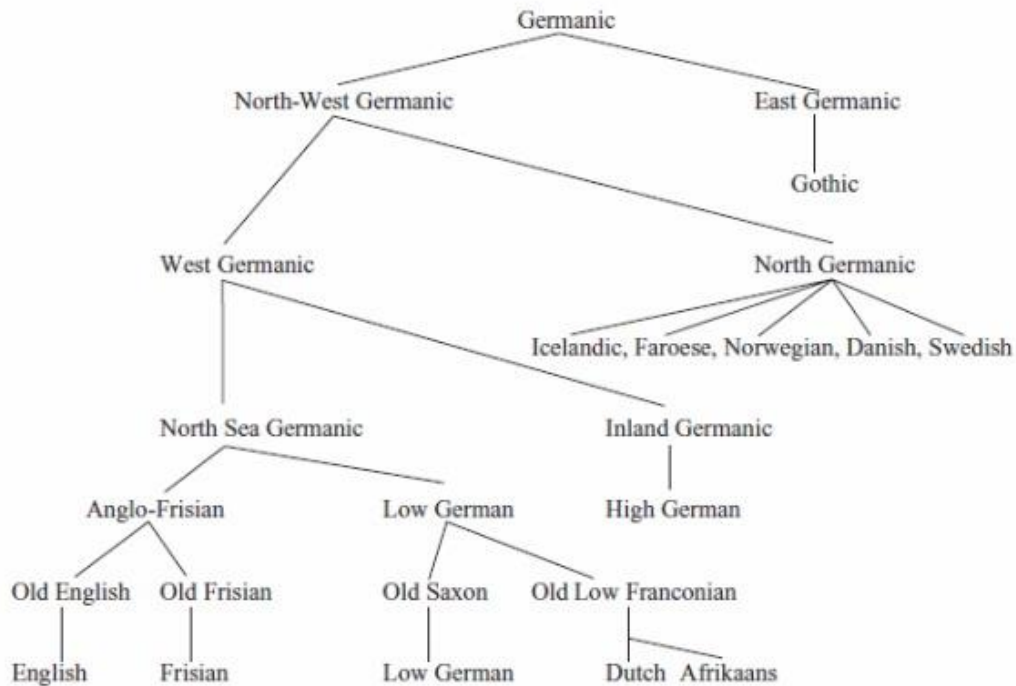 Germanic
North-West Germanic East Germanic
Gothic
West Germanic North Germanic
Icelandic, Faroese, Norwegian, Danish, Swedish
North Sea Germanic Inland Germanic
Anglo-Frisian Low German High German
Old English Old Frisian Old Saxon Old Low Franconian
English Frisian Low German Dutch Afrikaans